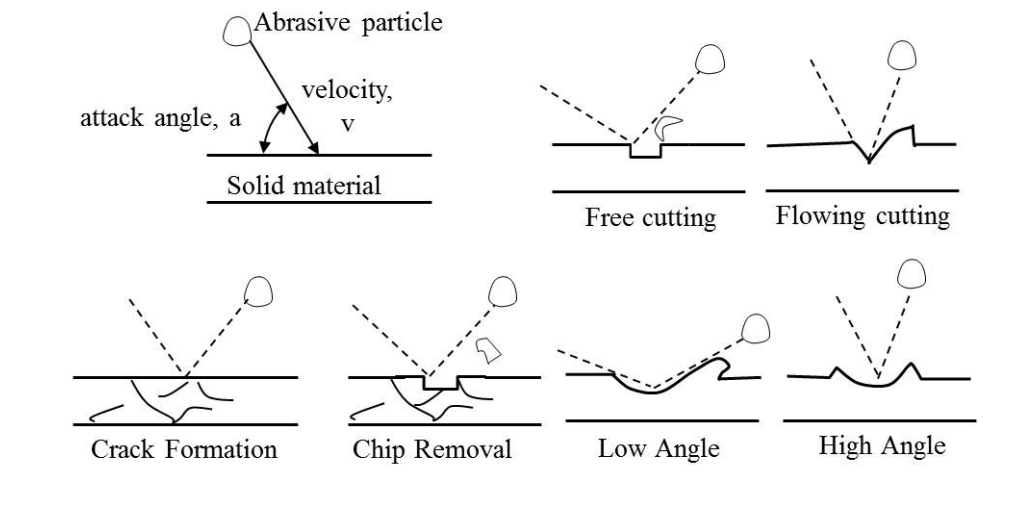 Abrasive particle
velocity,
v
attack angle, a
Solid material
Free cutting
Flowing cutting
Crack Formation
Chip Removal
Low Angle
High Angle